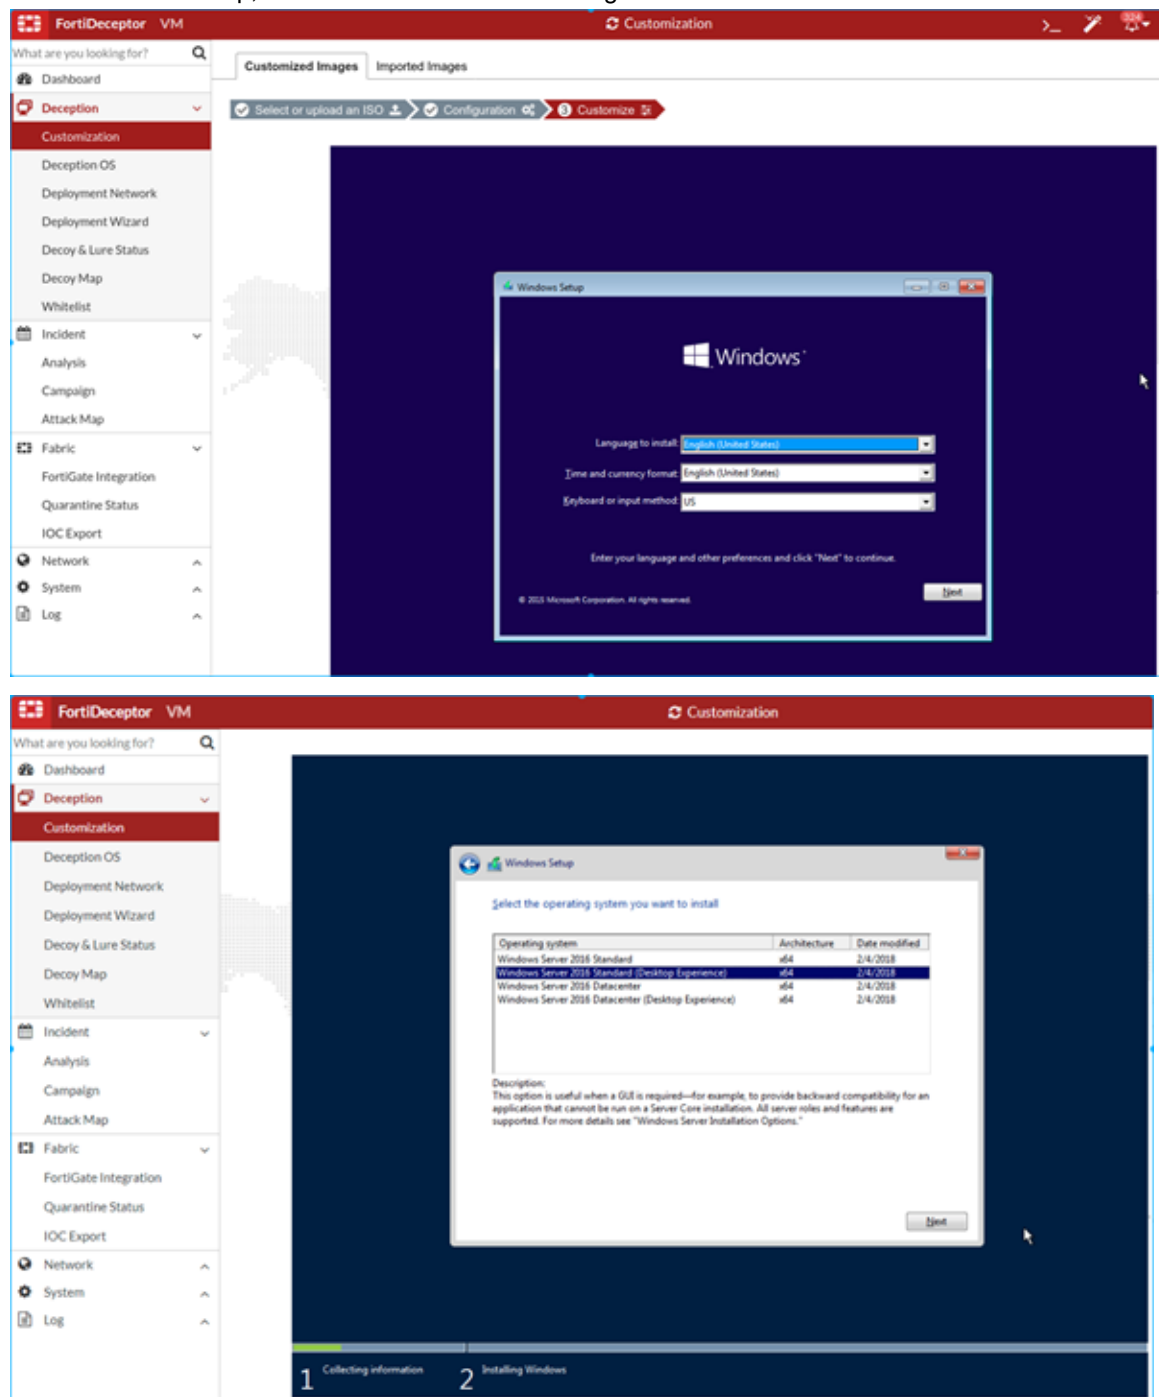 FortiDeceptor VM
Customization
What are you looking for?
Customized Images
Imported Images
Dashboard
Deception
Select or upload an ISO
Configuration
3 Customize
Customization
Deception OS
Deployment Network
Deployment Wizard
Decoy & Lure Status
Decoy Map
Whitelist
Incident
Analysis
Campaign
Attack Map
Fabric
FortiGate Integration
Quarantine Status
IOC Export
Network
System
Log
Windows Setup
Windows
Language to install: English (United States)
Time and currency format: English (United States)
Keyboard or input method: US
Enter your language and other preferences and click "Next" to continue.
© 2015 Microsoft Corporation. All rights reserved.
Next
FortiDeceptor VM
Customization
What are you looking for?
Dashboard
Deception
Customization
Deception OS
Deployment Network
Deployment Wizard
Decoy & Lure Status
Decoy Map
Whitelist
Incident
Analysis
Campaign
Attack Map
Fabric
FortiGate Integration
Quarantine Status
IOC Export
Network
System
Log
Windows Setup
Select the operating system you want to install
Operating system Architecture Date modified
Windows Server 2016 Standard x64 2/4/2018
Windows Server 2016 Standard (Desktop Experience) x64 2/4/2018
Windows Server 2016 Datacenter x64 2/4/2018
Windows Server 2016 Datacenter (Desktop Experience) x64 2/4/2018
Description:
This option is useful when a GUI is required—for example, to provide backward compatibility for an
application that cannot be run on a Server Core installation. All server roles and features are
supported. For more details see "Windows Server Installation Options."
Next
1 Collecting information
2 Installing Windows